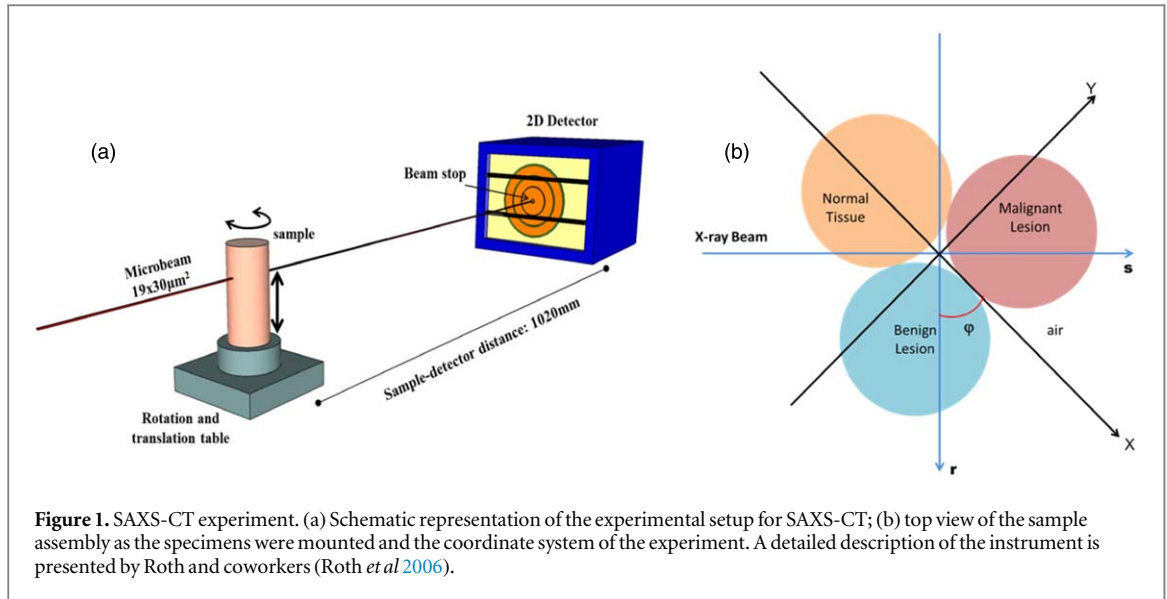 (a)
2D Detector
Beam stop
sample
Microbeam
19x30μm²
Sample-detector distance: 1020mm
Rotation and
translation table
(b)
Y
Normal
Tissue
Malignant
Lesion
X-ray Beam
s
Benign
Lesion
φ
air
X
r
Figure 1. SAXS-CT experiment. (a) Schematic representation of the experimental setup for SAXS-CT; (b) top view of the sample
assembly as the specimens were mounted and the coordinate system of the experiment. A detailed description of the instrument is
presented by Roth and coworkers (Roth et al 2006).